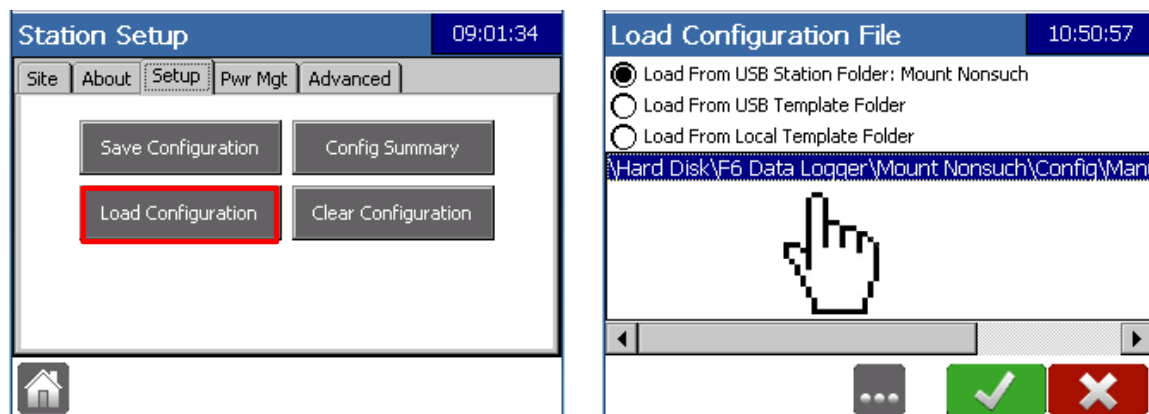 Station Setup
09:01:34
Site About Setup Pwr Mgt Advanced
Save Configuration
Config Summary
Load Configuration
Clear Configuration
Load Configuration File
10:50:57
Load From USB Station Folder: Mount Nonsuch
Load From USB Template Folder
Load From Local Template Folder
\Hard Disk\F6 Data Logger\Mount Nonsuch\Config\Man